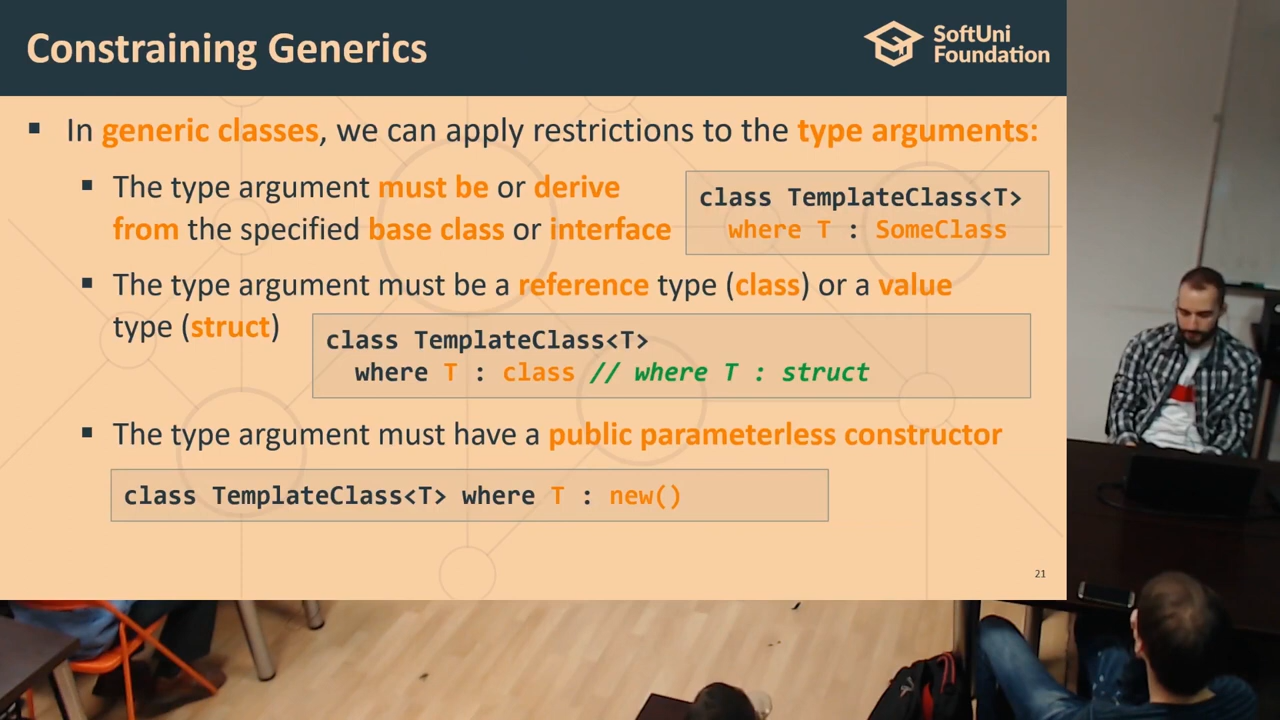 Constraining Generics
SoftUni
Foundation
▪ In generic classes, we can apply restrictions to the type arguments:
▪ The type argument must be or derive
from the specified base class or interface
class TemplateClass<T>
where T : SomeClass
▪ The type argument must be a reference type (class) or a value
type (struct)
class TemplateClass<T>
where T : class // where T : struct
▪ The type argument must have a public parameterless constructor
class TemplateClass<T> where T : new()
21